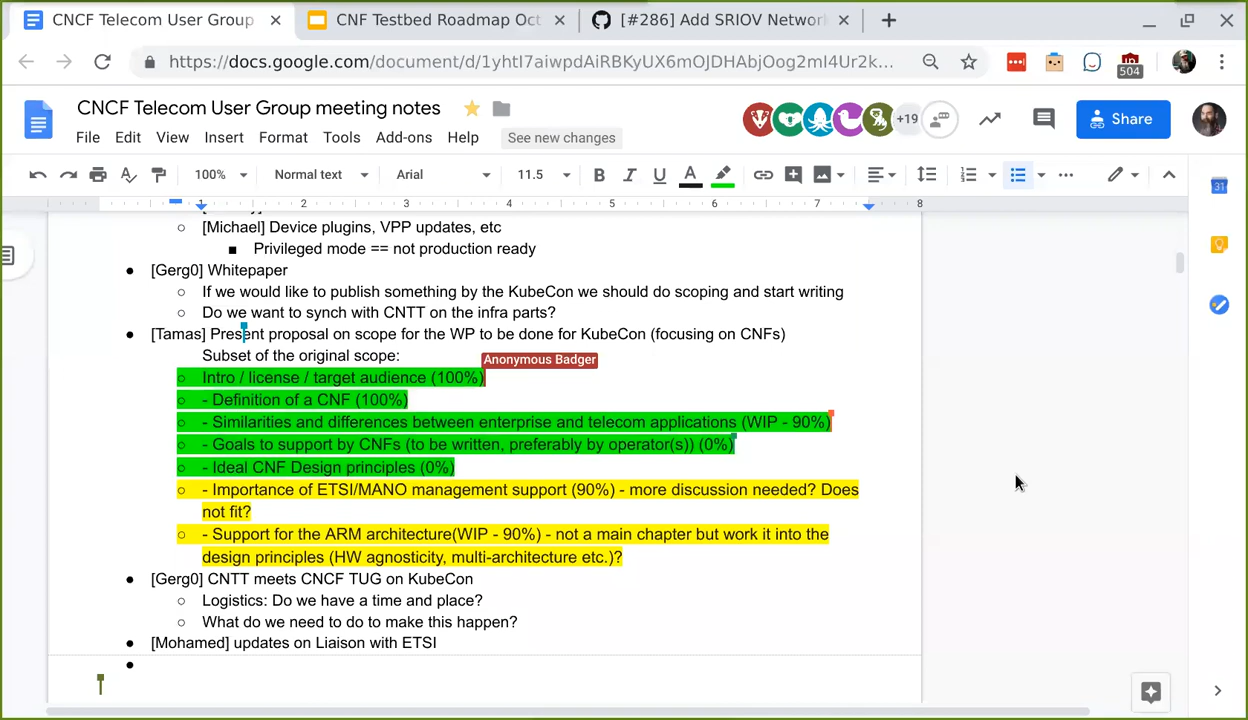 CNCF Telecom User Group
CNF Testbed Roadmap Oct
[#286] Add SRIOV Network
https://docs.google.com/document/d/1yhtI7aiwpdAiRBKyUX6mOJDHAbjOog2mI4Ur2k...
504
CNCF Telecom User Group meeting notes
+19
Share
File Edit View Insert Format Tools Add-ons Help See new changes
100% Normal text Arial 11.5 B I U A
1 2 3 4 5 6 7 8
31
[Michael] Device plugins, VPP updates, etc
Privileged mode == not production ready
[Gerg0] Whitepaper
If we would like to publish something by the KubeCon we should do scoping and start writing
Do we want to synch with CNTT on the infra parts?
[Tamas] Present proposal on scope for the WP to be done for KubeCon (focusing on CNFs)
Subset of the original scope:
Anonymous Badger
Intro / license / target audience (100%)
- Definition of a CNF (100%)
- Similarities and differences between enterprise and telecom applications (WIP - 90%)
- Goals to support by CNFs (to be written, preferably by operator(s)) (0%)
- Ideal CNF Design principles (0%)
- Importance of ETSI/MANO management support (90%) - more discussion needed? Does
not fit?
- Support for the ARM architecture(WIP - 90%) - not a main chapter but work it into the
design principles (HW agnosticity, multi-architecture etc.)?
[Gerg0] CNTT meets CNCF TUG on KubeCon
Logistics: Do we have a time and place?
What do we need to do to make this happen?
[Mohamed] updates on Liaison with ETSI